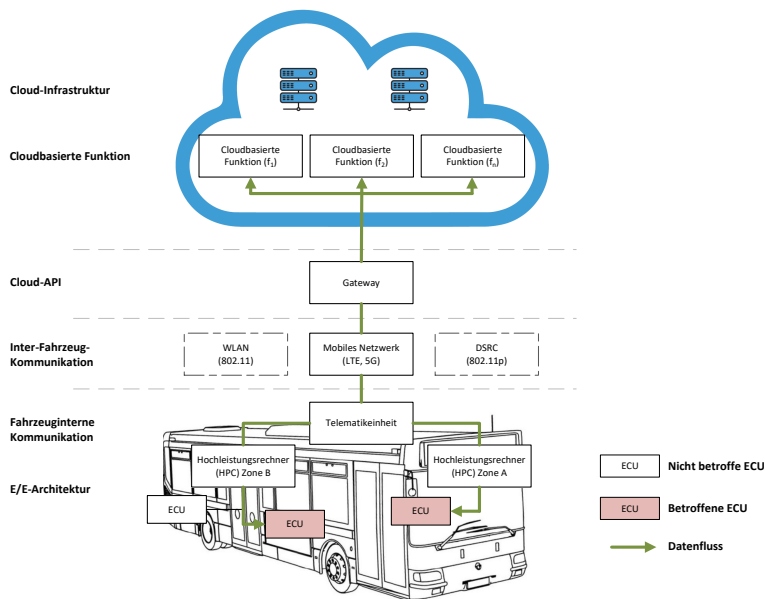 Cloud-Infrastruktur
Cloudbasierte Funktion
Cloudbasierte
Funktion (f₁)
Cloudbasierte
Funktion (f₂)
Cloudbasierte
Funktion (fₙ)
Cloud-API
Gateway
Inter-Fahrzeug-
Kommunikation
WLAN
(802.11)
Mobiles Netzwerk
(LTE, 5G)
DSRC
(802.11p)
Fahrzeuginterne
Kommunikation
Telematikeinheit
Hochleistungsrechner
(HPC) Zone B
Hochleistungsrechner
(HPC) Zone A
E/E-Architektur
ECU
ECU
ECU
ECU
Nicht betroffe ECU
ECU
Betroffene ECU
Datenfluss